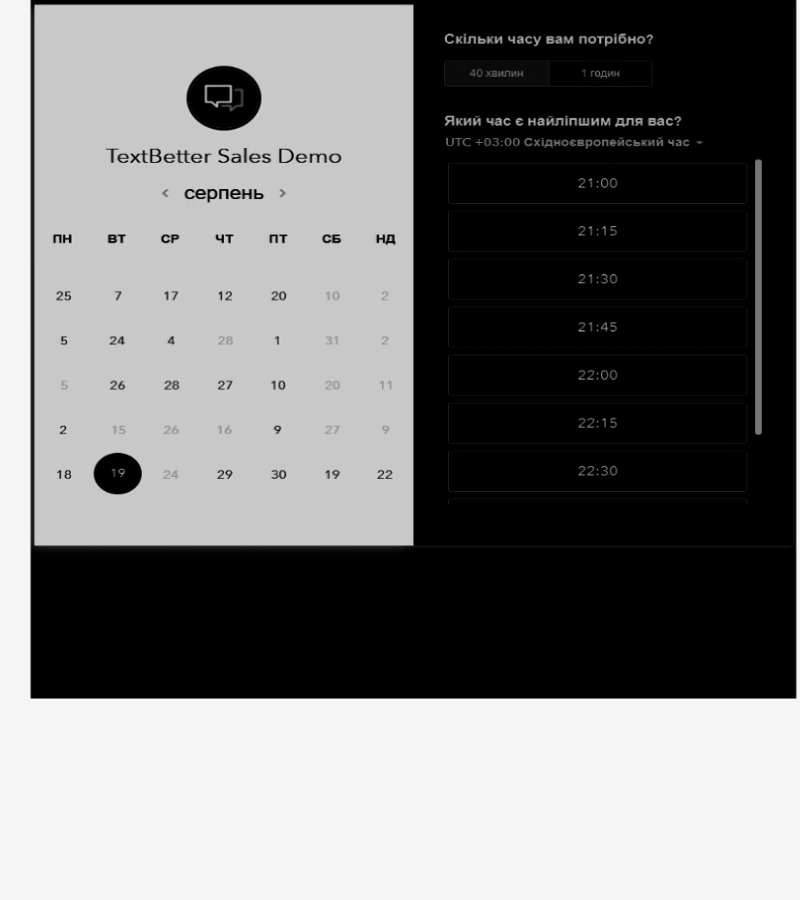 TextBetter Sales Demo
< серпень >
ПН ВТ СР ЧТ ПТ СБ НД
25 7 17 12 20 10 2
5 24 4 28 1 31 2
5 26 28 27 10 20 11
2 15 26 16 9 27 9
18 19 24 29 30 19 22
Скільки часу вам потрібно?
40 хвилин 1 годин
Який час є найліпшим для вас?
UTC +03:00 Східноєвропейський час
21:00
21:15
21:30
21:45
22:00
22:15
22:30